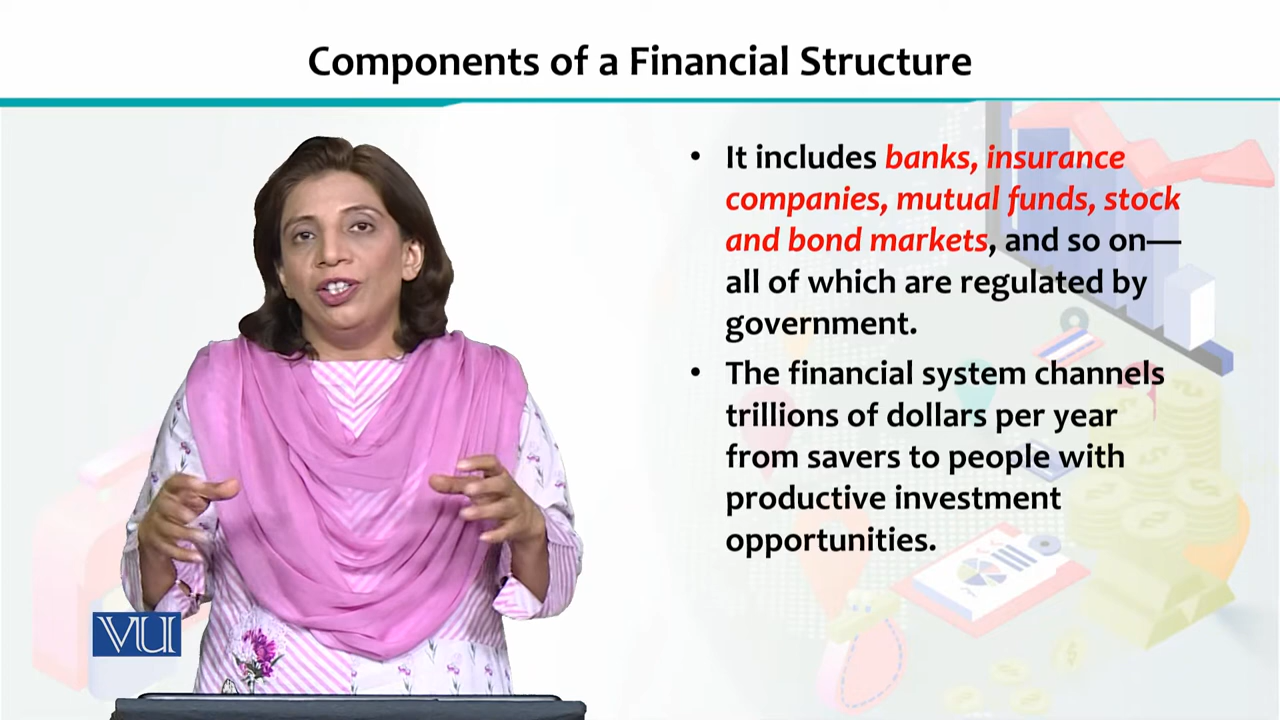 Components of a Financial Structure
• It includes banks, insurance
companies, mutual funds, stock
and bond markets, and so on—
all of which are regulated by
government.
• The financial system channels
trillions of dollars per year
from savers to people with
productive investment
opportunities.
VU